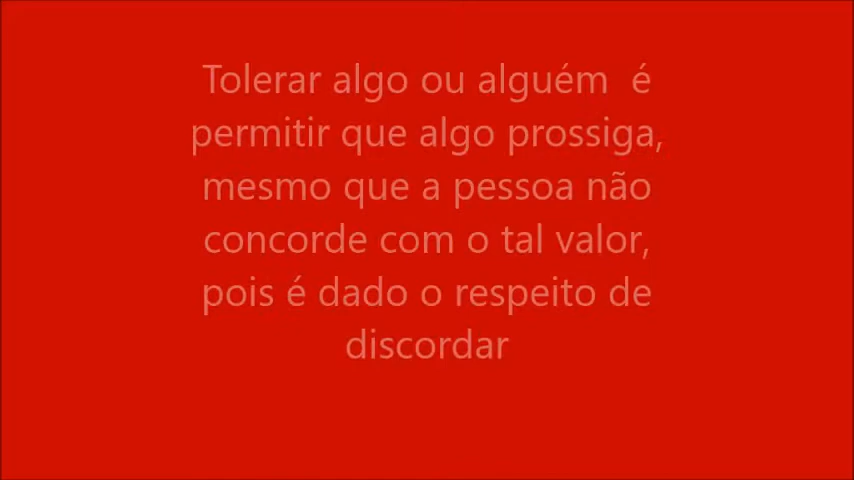 Tolerar algo ou alguém  é
permitir que algo prossiga,
mesmo que a pessoa não
concorde com o tal valor,
pois é dado o respeito de
discordar